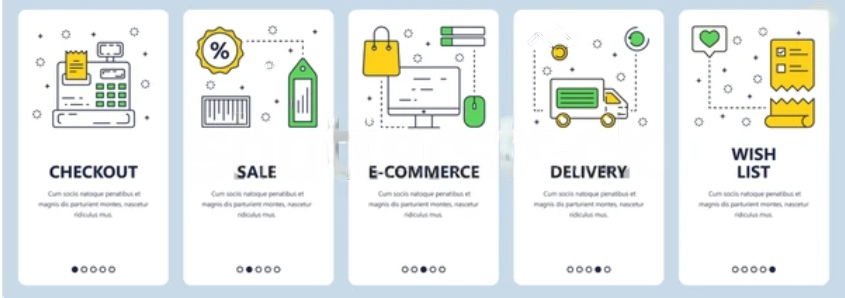 %
CHECKOUT
Cum sociis natoque penatibus et
magnis dis parturient montes, nascetur
ridiculus mus.
SALE
Cum sociis natoque penatibus et
magnis dis parturient montes, nascetur
ridiculus mus.
E-COMMERCE
Cum sociis natoque penatibus et
magnis dis parturient montes, nascetur
ridiculus mus.
DELIVERY
Cum sociis natoque penatibus et
magnis dis parturient montes, nascetur
ridiculus mus.
WISH
LIST
Cum sociis natoque penatibus et
magnis dis parturient montes, nascetur
ridiculus mus.